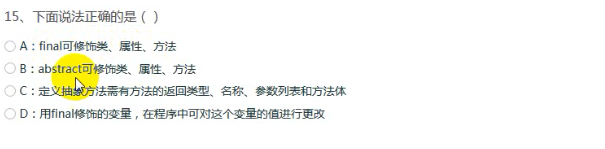 15、下面说法正确的是（ ）
A：final可修饰类、属性、方法
B：abstract可修饰类、属性、方法
C：定义抽象方法需有方法的返回类型、名称、参数列表和方法体
D：用final修饰的变量，在程序中可对这个变量的值进行更改